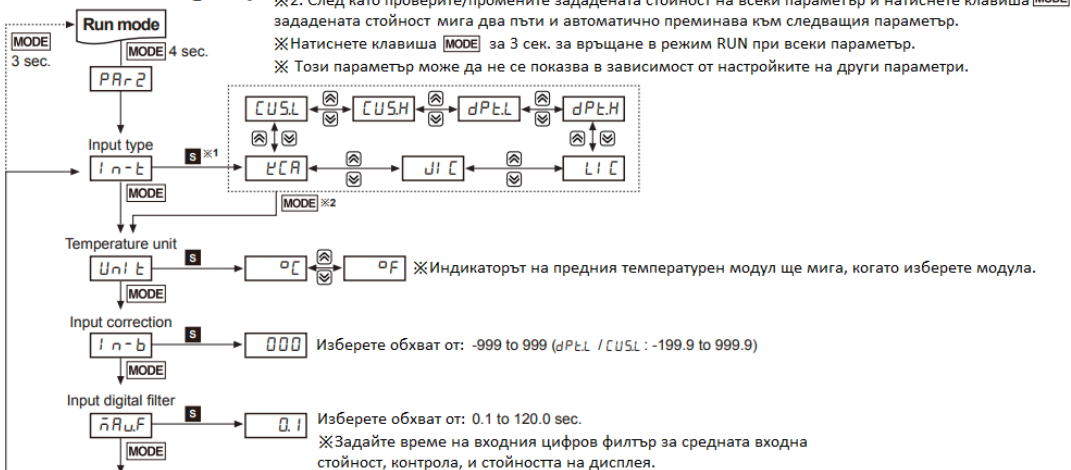 ※2. След като проверите/промените зададената стойност на всеки параметър и натиснете клавиша MODE
зададената стойност мига два пъти и автоматично преминава към следващия параметър.
※Натиснете клавиша MODE за 3 сек. за връщане в режим RUN при всеки параметър.
※ Този параметър може да не се показва в зависимост от настройките на други параметри.
Run mode
MODE
3 sec.
MODE 4 sec.
PAr2
CUS.L
CUS.H
dPt.L
dPt.H
Input type
In-t
S ※1
KCA
JIC
LIC
MODE
MODE ※2
Temperature unit
UnIt
S
°C
°F
※Индикаторът на предния температурен модул ще мига, когато изберете модула.
MODE
Input correction
In-b
S
000
Изберете обхват от: -999 to 999 (dPt.L / CUS.L : -199.9 to 999.9)
MODE
Input digital filter
MAu.F
S
0.1
Изберете обхват от: 0.1 to 120.0 sec.
※Задайте време на входния цифров филтър за средната входна
MODE
стойност, контрола, и стойността на дисплея.